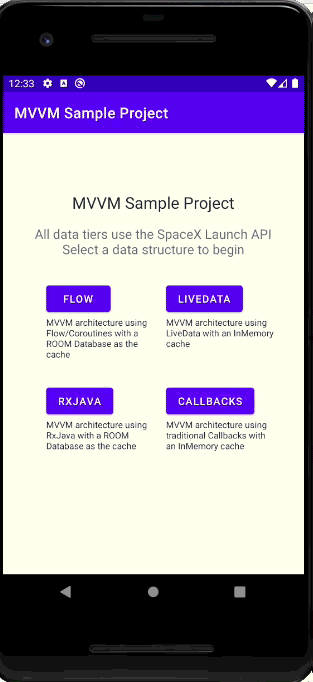 12:33
MVVM Sample Project
MVVM Sample Project
All data tiers use the SpaceX Launch API
Select a data structure to begin
FLOW
MVVM architecture using
Flow/Coroutines with a
ROOM Database as the
cache
LIVEDATA
MVVM architecture using
LiveData with an InMemory
cache
RXJAVA
MVVM architecture using
RxJava with a ROOM
Database as the cache
CALLBACKS
MVVM architecture using
traditional Callbacks with
an InMemory cache